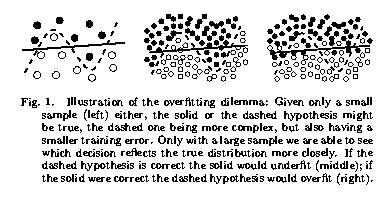 Fig. 1. Illustration of the overfitting dilemma: Given only a small
sample (left) either, the solid or the dashed hypothesis might
be true, the dashed one being more complex, but also having a
smaller training error. Only with a large sample we are able to see
which decision reflects the true distribution more closely. If the
dashed hypothesis is correct the solid would underfit (middle); if
the solid were correct the dashed hypothesis would overfit (right).